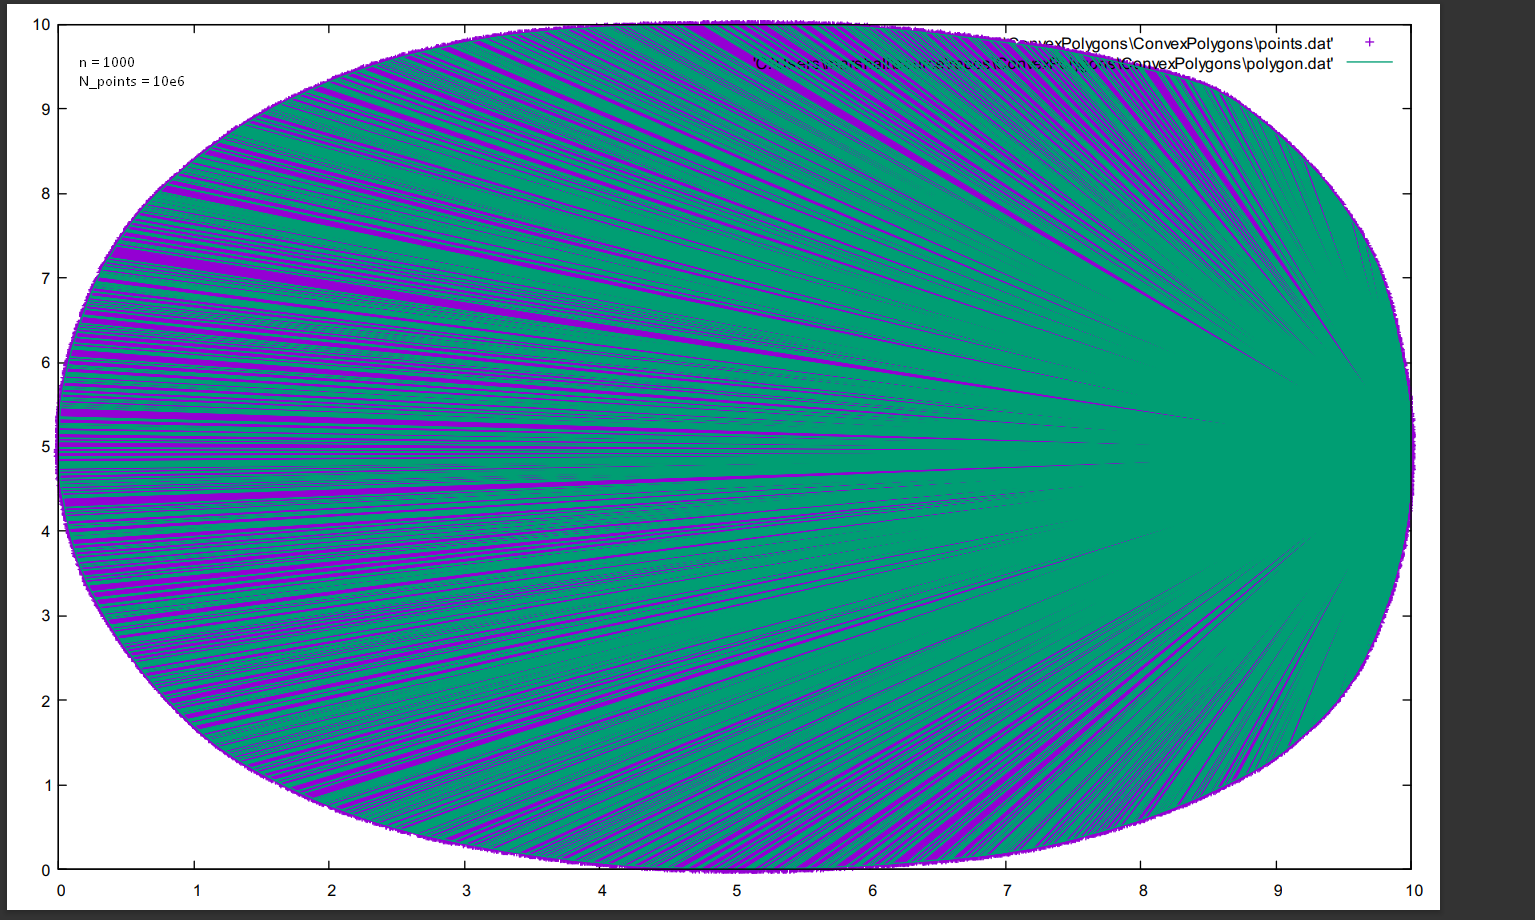 10
ConvexPolygons\ConvexPolygons\points.dat'
n = 1000
ConvexPolygons\polygon.dat'
N_points = 10e6
9
8
7
6
5
4
3
2
1
0
0 1 2 3 4 5 6 7 8 9 10